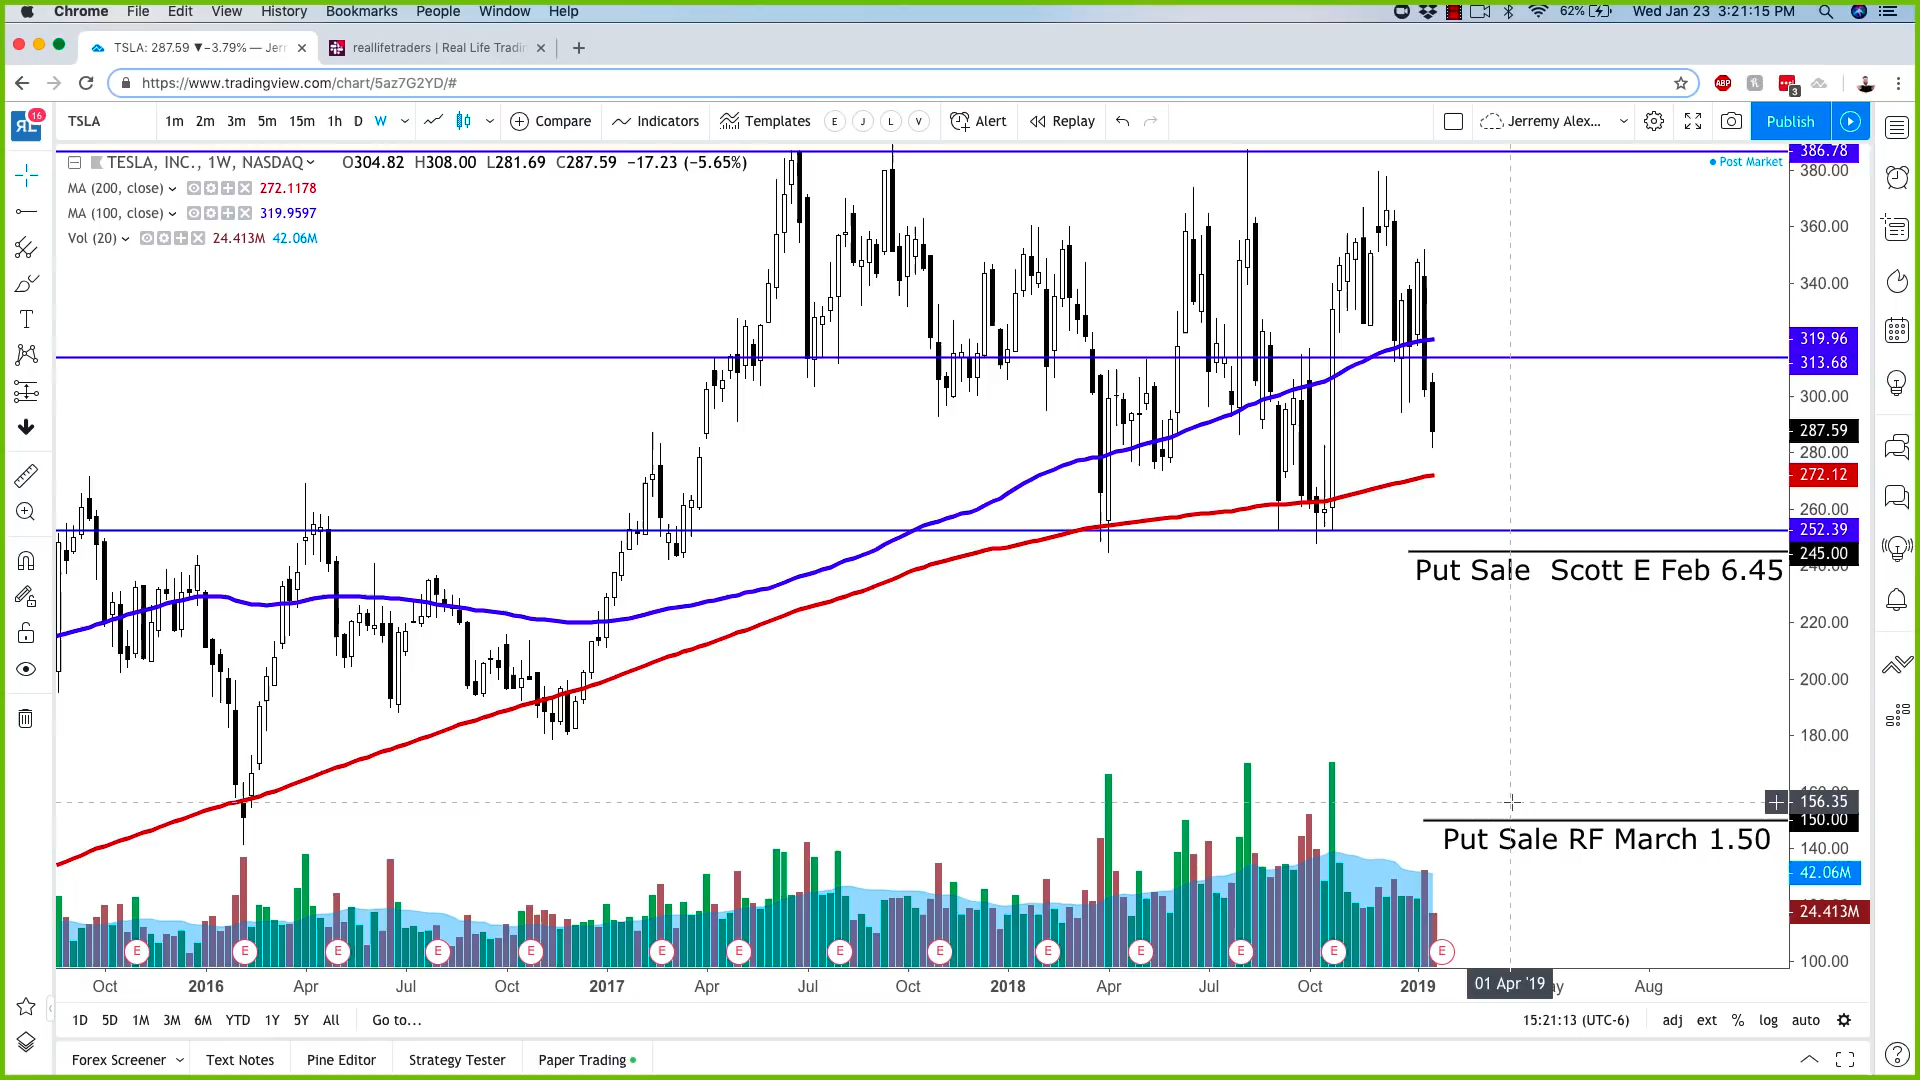 Chrome File Edit View History Bookmarks People Window Help 62% Wed Jan 23 3:21:15 PM
TSLA: 287.59 ▼−3.79% — Jerr reallifetraders | Real Life Tradin
https://www.tradingview.com/chart/5az7G2YD/#
ABP 3
16 TSLA 1m 2m 3m 5m 15m 1h D W Compare Indicators Templates E J L V Alert Replay Jerremy Alex... Publish
TESLA, INC., 1W, NASDAQ O304.82 H308.00 L281.69 C287.59 −17.23 (−5.65%)
Post Market
MA (200, close) 272.1178
MA (100, close) 319.9597
Vol (20) 24.413M 42.06M
386.78
380.00
360.00
340.00
319.96
313.68
300.00
287.59
280.00
272.12
260.00
252.39
245.00
240.00
Put Sale Scott E Feb 6.45
220.00
200.00
180.00
156.35
150.00
Put Sale RF March 1.50
140.00
42.06M
24.413M
E E E E E E E E E E E E E E
100.00
Oct 2016 Apr Jul Oct 2017 Apr Jul Oct 2018 Apr Jul Oct 2019 01 Apr '19 Aug
1D 5D 1M 3M 6M YTD 1Y 5Y All Go to... 15:21:13 (UTC-6) adj ext % log auto
Forex Screener Text Notes Pine Editor Strategy Tester Paper Trading